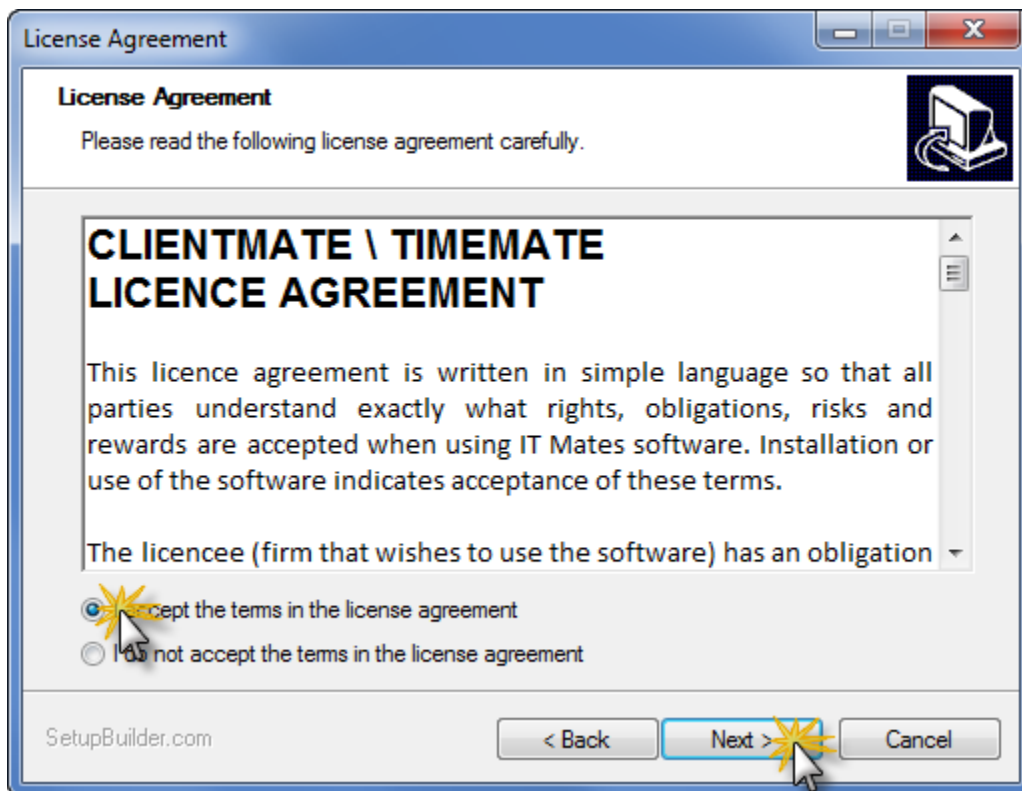 License Agreement
License Agreement
Please read the following license agreement carefully.
CLIENTMATE \ TIMEMATE
LICENCE AGREEMENT
This licence agreement is written in simple language so that all
parties understand exactly what rights, obligations, risks and
rewards are accepted when using IT Mates software. Installation or
use of the software indicates acceptance of these terms.
The licencee (firm that wishes to use the software) has an obligation
I accept the terms in the license agreement
I do not accept the terms in the license agreement
SetupBuilder.com
< Back
Next >
Cancel